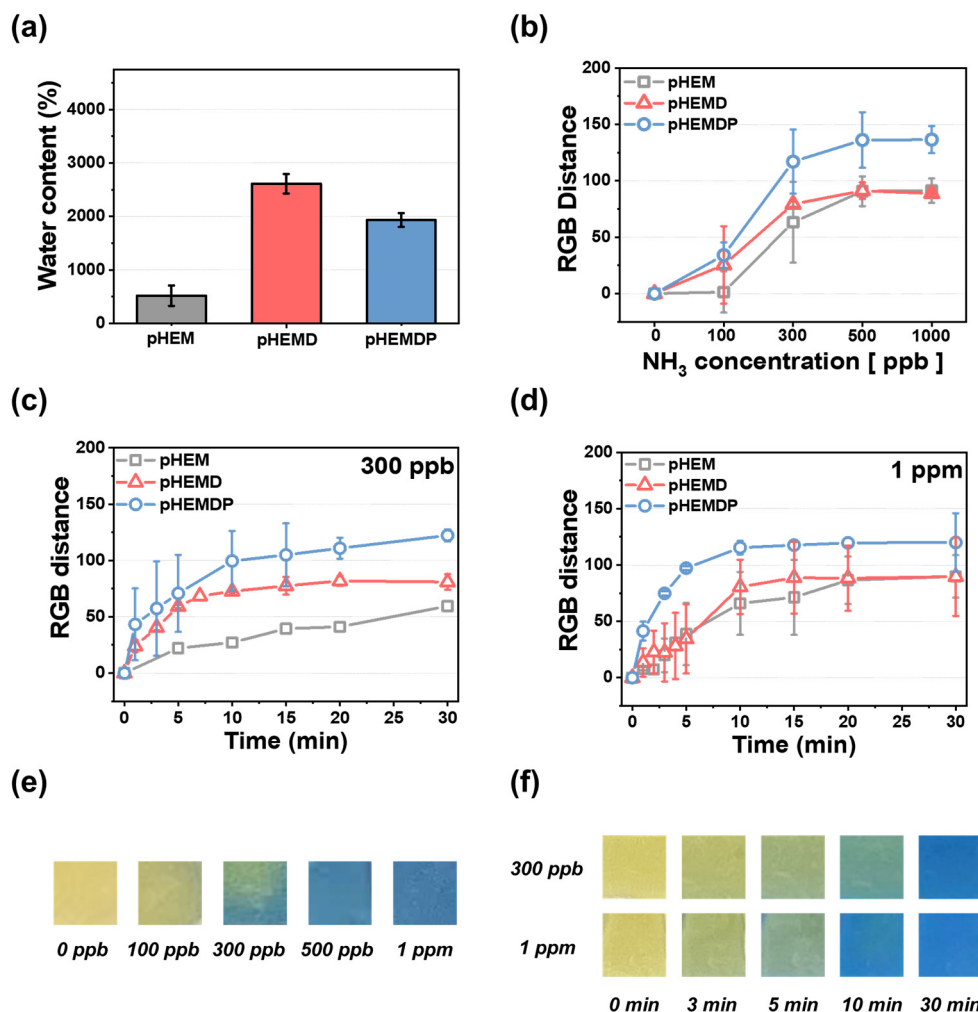 (a)
Water content (%)
4000
3000
2000
1000
0
pHEM
pHEMD
pHEMDP
(b)
RGB Distance
200
150
100
50
0
pHEM
pHEMD
pHEMDP
0
100
300
500
1000
NH₃ concentration [ ppb ]
(c)
RGB distance
200
150
100
50
0
pHEM
pHEMD
pHEMDP
300 ppb
0
5
10
15
20
30
Time (min)
(d)
RGB distance
200
150
100
50
0
pHEM
pHEMD
pHEMDP
1 ppm
0
5
10
15
20
30
Time (min)
(e)
0 ppb
100 ppb
300 ppb
500 ppb
1 ppm
(f)
300 ppb
1 ppm
0 min
3 min
5 min
10 min
30 min